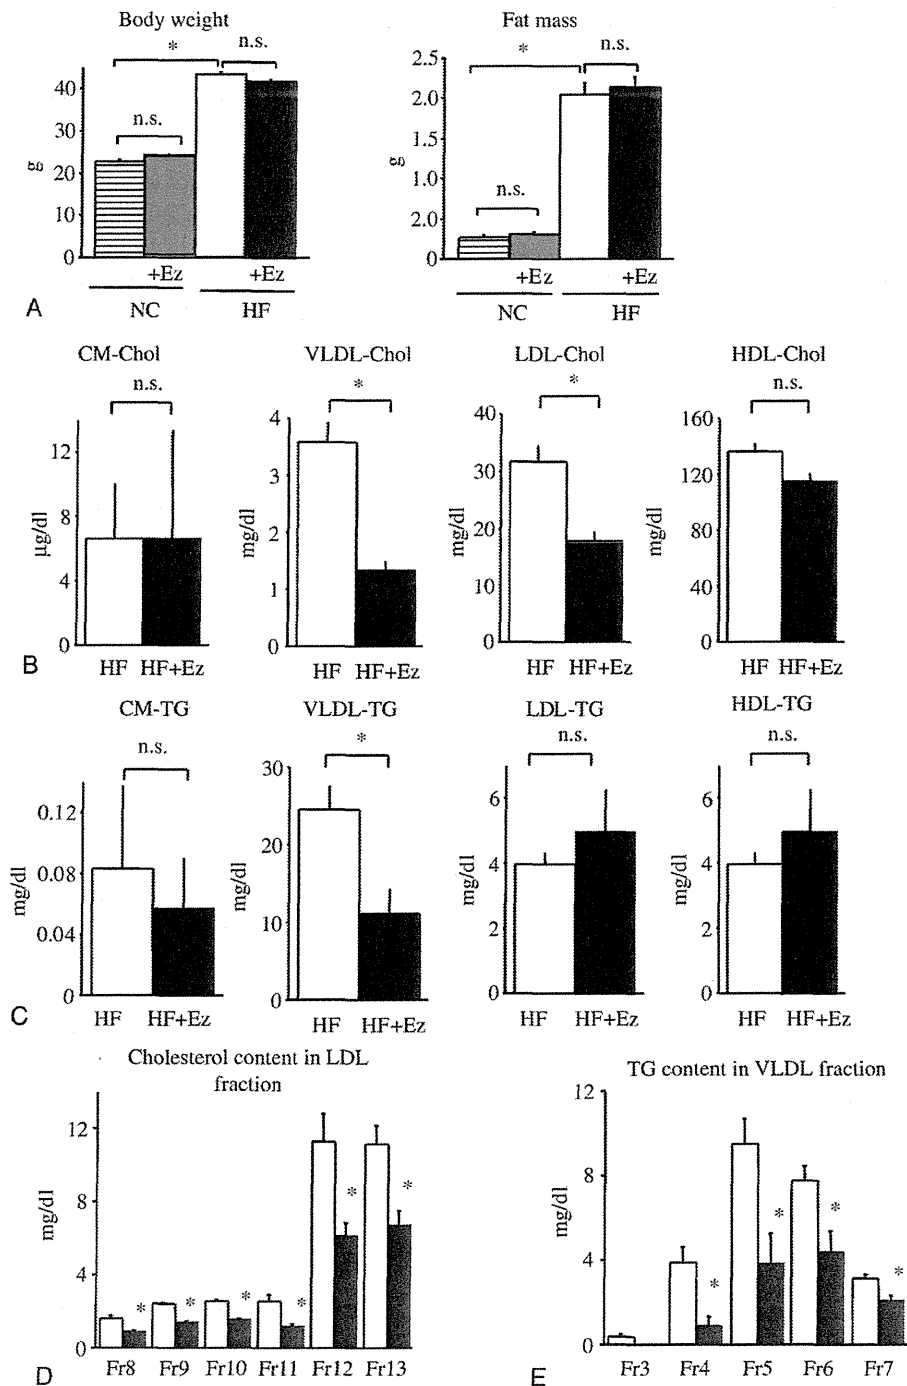 Body weight
Fat mass
* n.s.
* n.s.
n.s.
n.s.
g
40
30
20
10
0
g
2.5
2.0
1.5
1.0
2.0
0
+Ez +Ez
NC HF
+Ez +Ez
NC HF
A
CM-Chol VLDL-Chol LDL-Chol HDL-Chol
n.s. * * n.s.
µg/dl
12
8
4
0
HF HF+Ez
mg/dl
4
3
2
1
0
HF HF+Ez
mg/dl
40
30
20
10
0
HF HF+Ez
mg/dl
160
120
80
40
0
HF HF+Ez
B
CM-TG VLDL-TG LDL-TG HDL-TG
n.s. * n.s. n.s.
mg/dl
0.12
0.08
0.04
0
HF HF+Ez
mg/dl
30
20
10
0
HF HF+Ez
mg/dl
6
4
2
0
HF HF+Ez
mg/dl
6
4
2
0
HF HF+Ez
C
Cholesterol content in LDL
fraction
mg/dl
12
8
4
0
* * * * * *
Fr8 Fr9 Fr10 Fr11 Fr12 Fr13
D
TG content in VLDL fraction
mg/dl
12
8
4
0
* * * *
Fr3 Fr4 Fr5 Fr6 Fr7
E